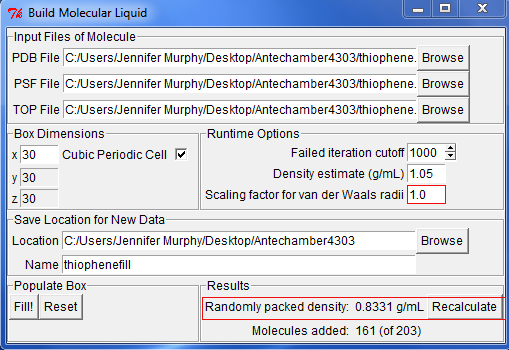 Build Molecular Liquid
Input Files of Molecule
PDB File C:/Users/Jennifer Murphy/Desktop/Antechamber4303/thiophene. Browse
PSF File C:/Users/Jennifer Murphy/Desktop/Antechamber4303/thiophene. Browse
TOP File C:/Users/Jennifer Murphy/Desktop/Antechamber4303/thiophene. Browse
Box Dimensions
x 30 Cubic Periodic Cell
y 30
z 30
Runtime Options
Failed iteration cutoff 1000
Density estimate (g/mL) 1.05
Scaling factor for van der Waals radii 1.0
Save Location for New Data
Location C:/Users/Jennifer Murphy/Desktop/Antechamber4303 Browse
Name thiophenefill
Populate Box
Fill! Reset
Results
Randomly packed density: 0.8331 g/mL Recalculate
Molecules added: 161 (of 203)